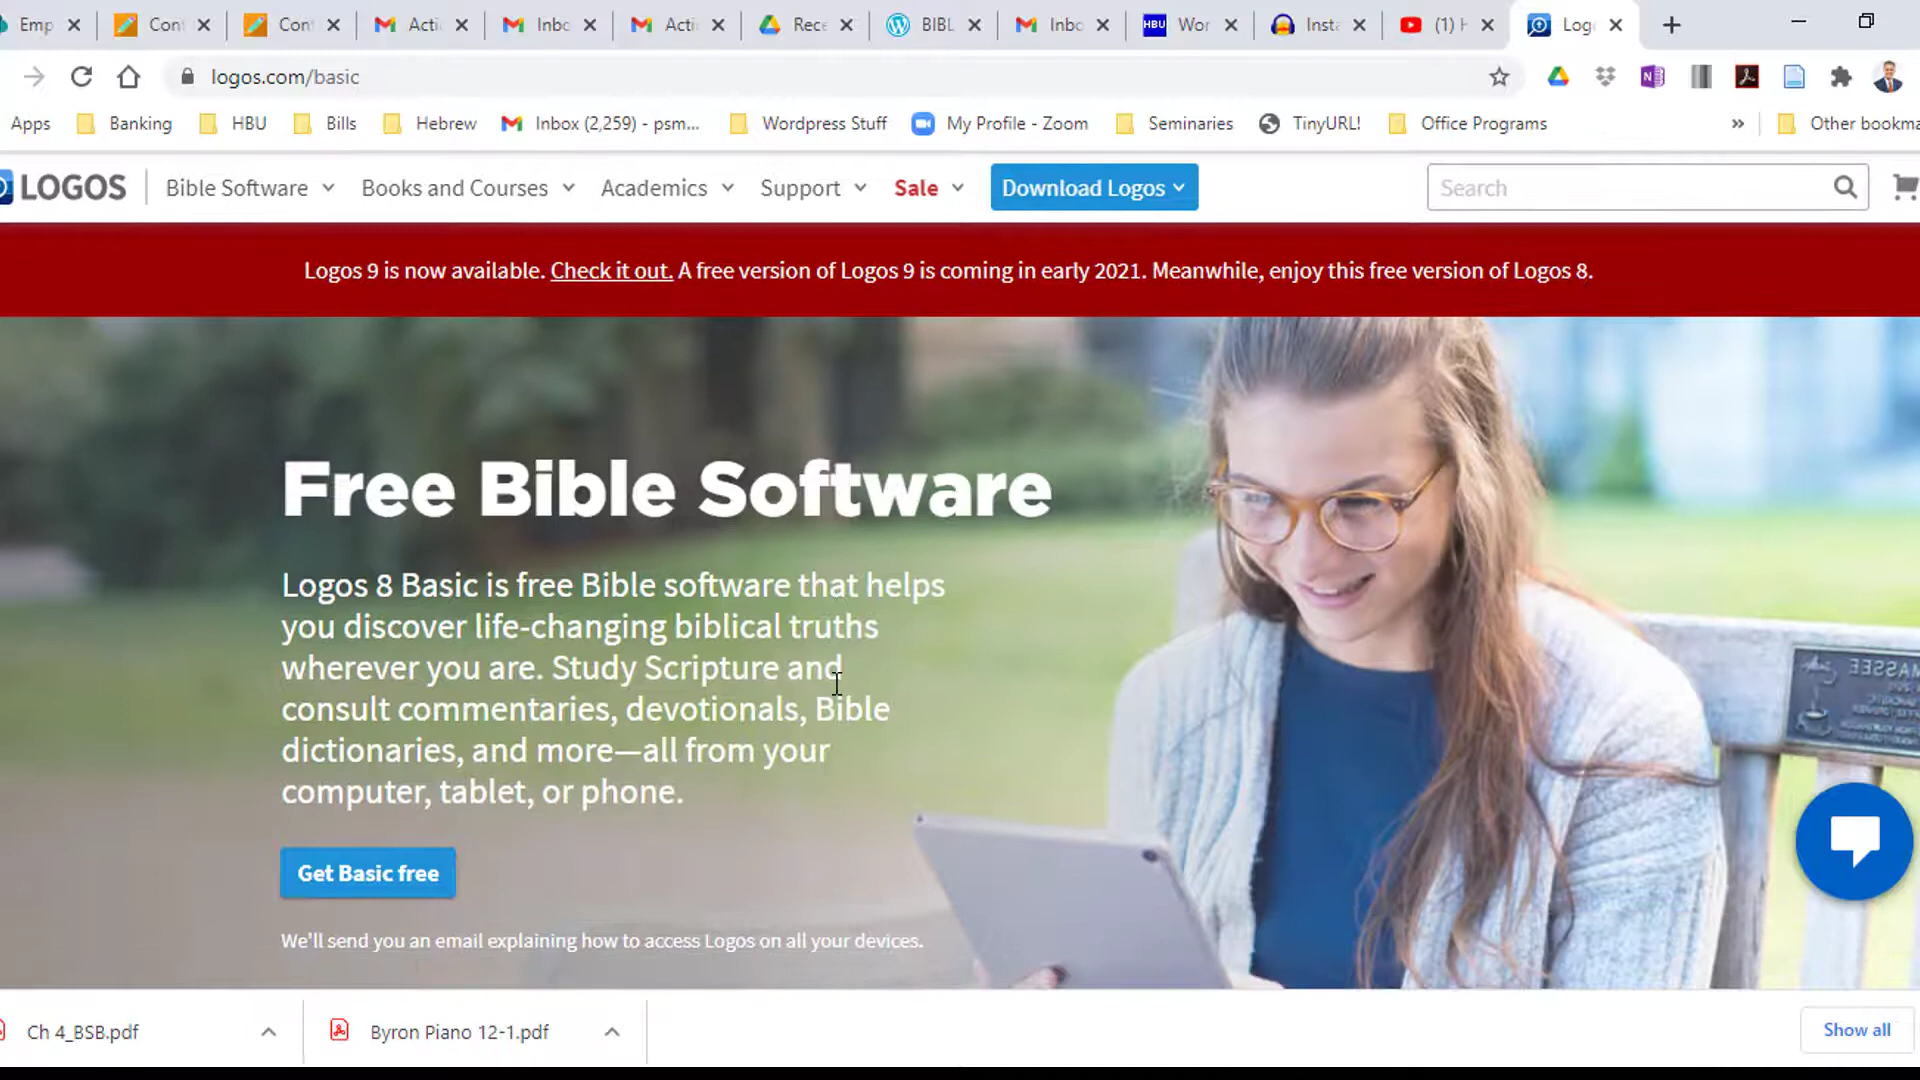 Emp Cont Con Actic Inbo Actic Rece BIBL Inbo HBU Wor Insta (1) H Log
logos.com/basic
Apps Banking HBU Bills Hebrew Inbox (2,259) - psm... Wordpress Stuff My Profile - Zoom Seminaries TinyURL! Office Programs » Other bookma
LOGOS Bible Software Books and Courses Academics Support Sale Download Logos Search
Logos 9 is now available. Check it out. A free version of Logos 9 is coming in early 2021. Meanwhile, enjoy this free version of Logos 8.
Free Bible Software
Logos 8 Basic is free Bible software that helps
you discover life-changing biblical truths
wherever you are. Study Scripture and
consult commentaries, devotionals, Bible
dictionaries, and more—all from your
computer, tablet, or phone.
Get Basic free
We'll send you an email explaining how to access Logos on all your devices.
Ch 4_BSB.pdf Byron Piano 12-1.pdf Show all